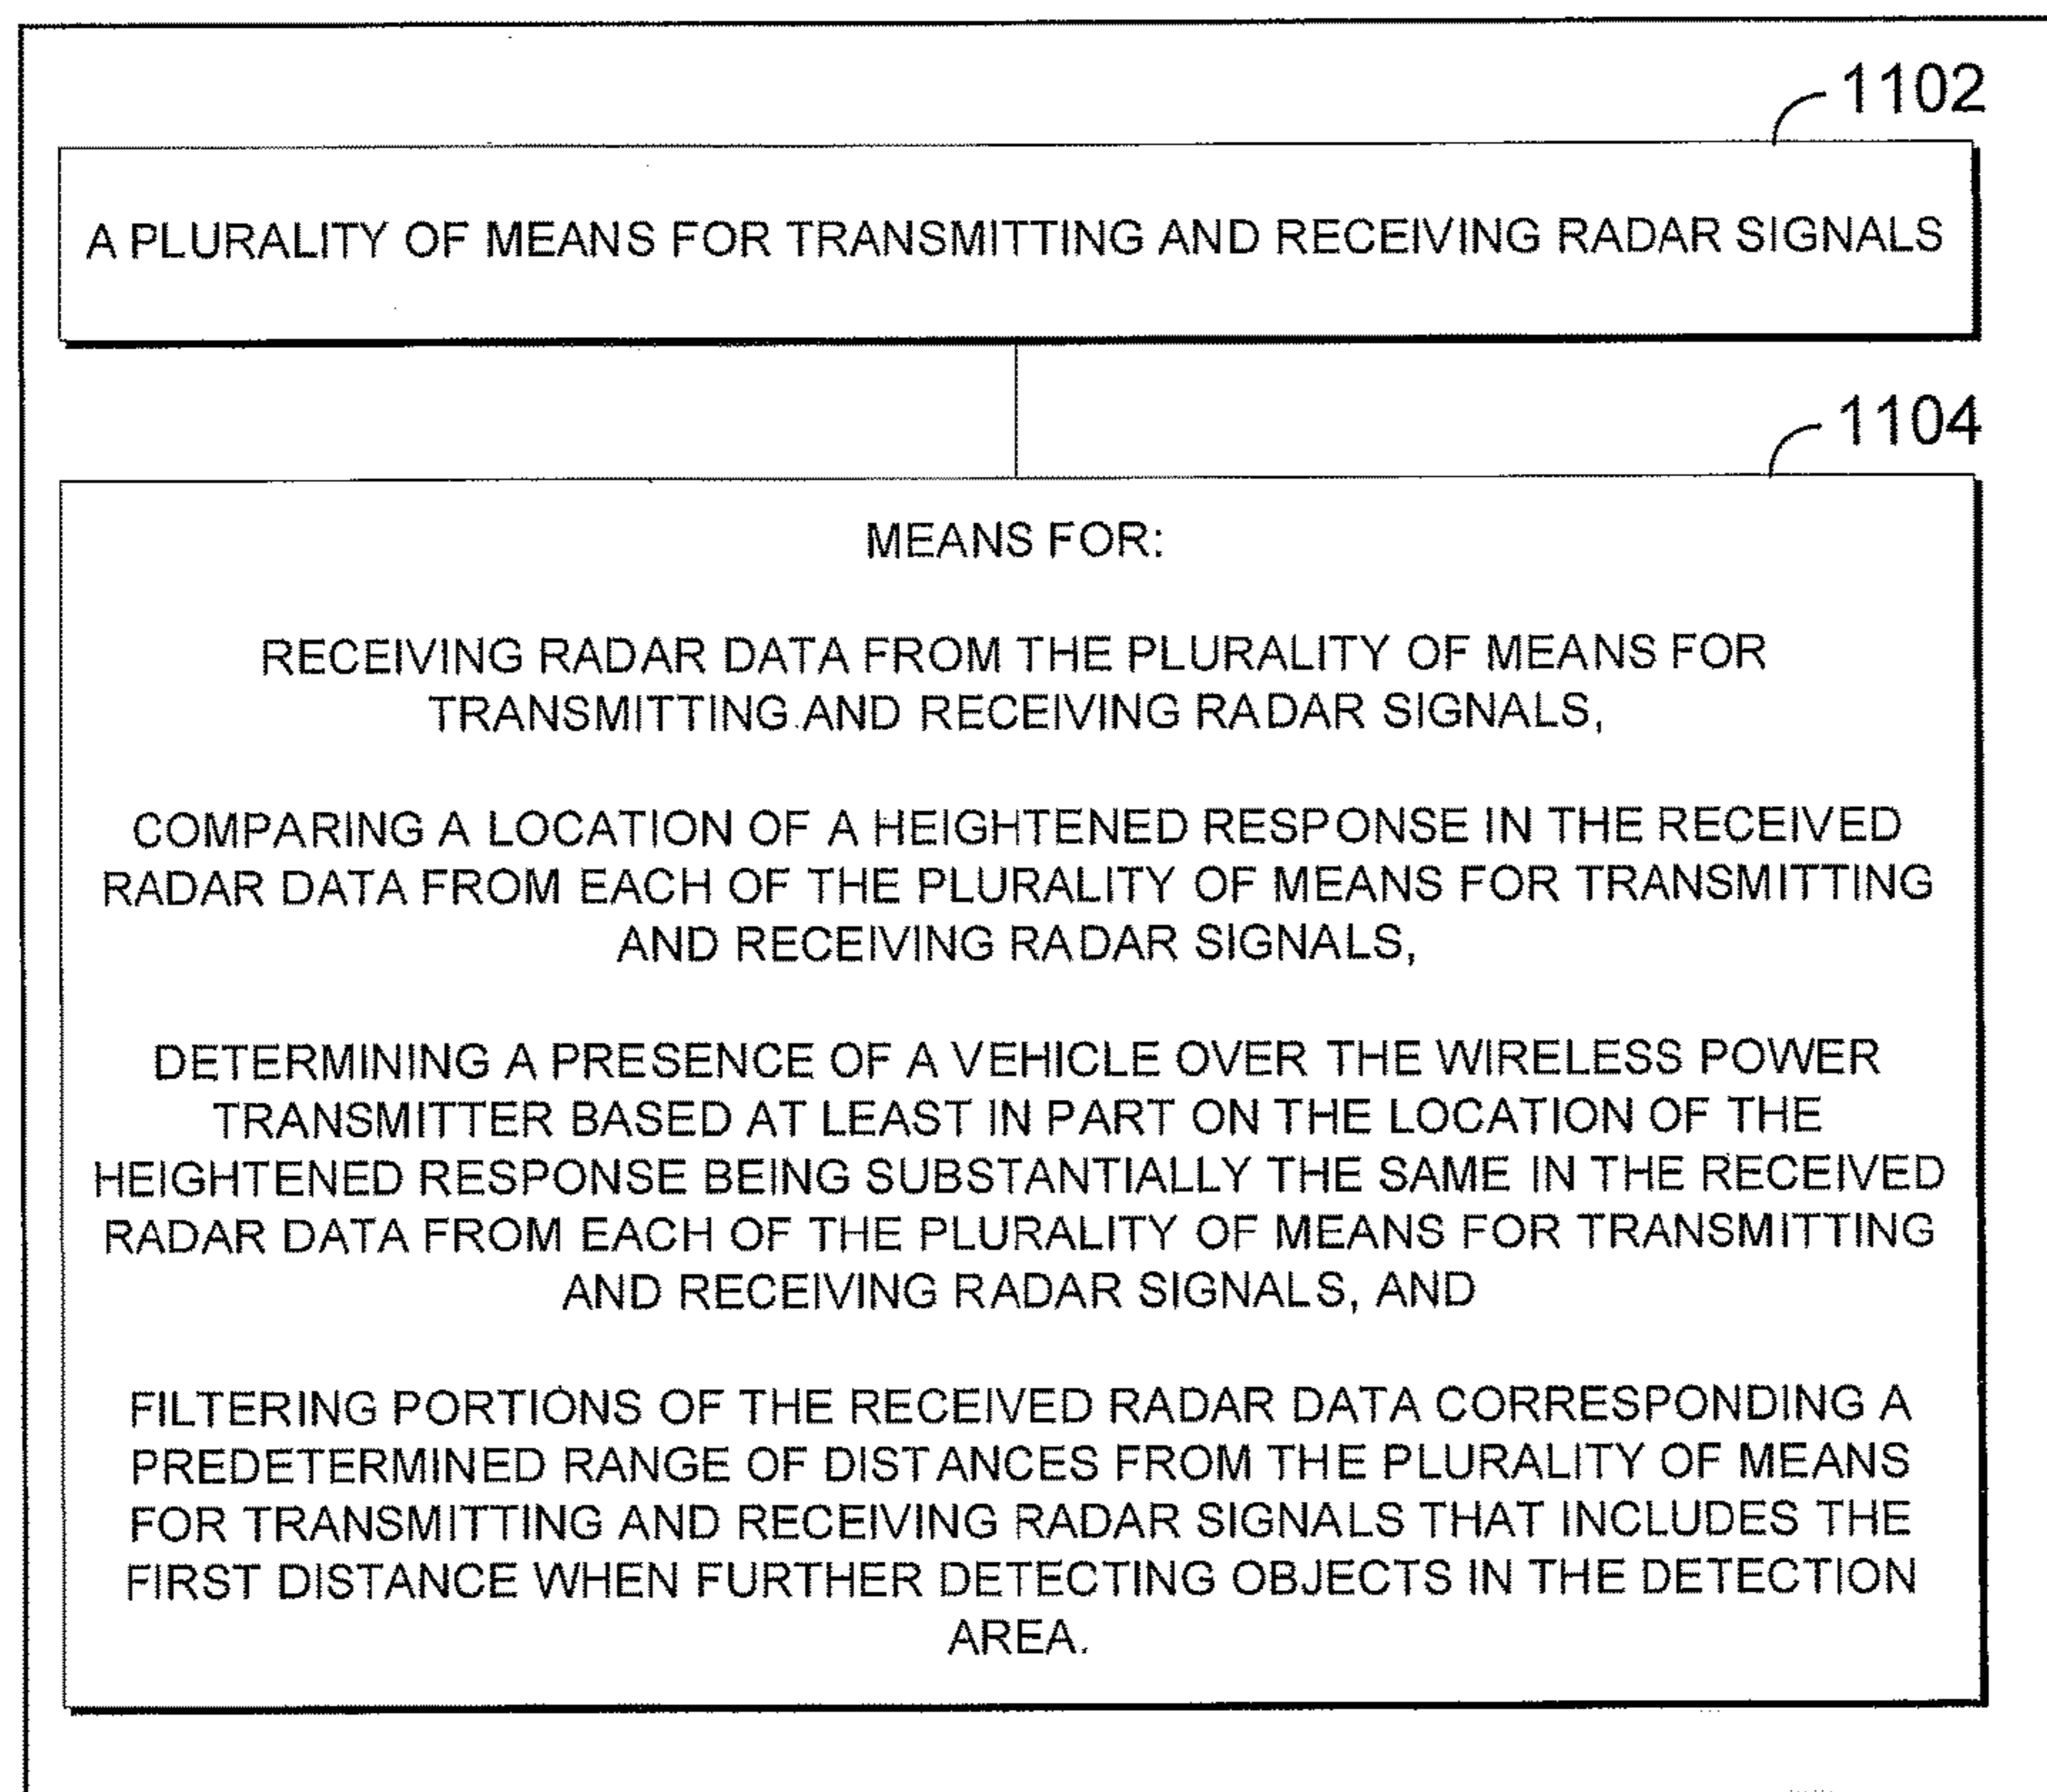 1102
A PLURALITY OF MEANS FOR TRANSMITTING AND RECEIVING RADAR SIGNALS
1104
MEANS FOR:
RECEIVING RADAR DATA FROM THE PLURALITY OF MEANS FOR
TRANSMITTING AND RECEIVING RADAR SIGNALS,
COMPARING A LOCATION OF A HEIGHTENED RESPONSE IN THE RECEIVED
RADAR DATA FROM EACH OF THE PLURALITY OF MEANS FOR TRANSMITTING
AND RECEIVING RADAR SIGNALS,
DETERMINING A PRESENCE OF A VEHICLE OVER THE WIRELESS POWER
TRANSMITTER BASED AT LEAST IN PART ON THE LOCATION OF THE
HEIGHTENED RESPONSE BEING SUBSTANTIALLY THE SAME IN THE RECEIVED
RADAR DATA FROM EACH OF THE PLURALITY OF MEANS FOR TRANSMITTING
AND RECEIVING RADAR SIGNALS, AND
FILTERING PORTIONS OF THE RECEIVED RADAR DATA CORRESPONDING A
PREDETERMINED RANGE OF DISTANCES FROM THE PLURALITY OF MEANS
FOR TRANSMITTING AND RECEIVING RADAR SIGNALS THAT INCLUDES THE
FIRST DISTANCE WHEN FURTHER DETECTING OBJECTS IN THE DETECTION
AREA.